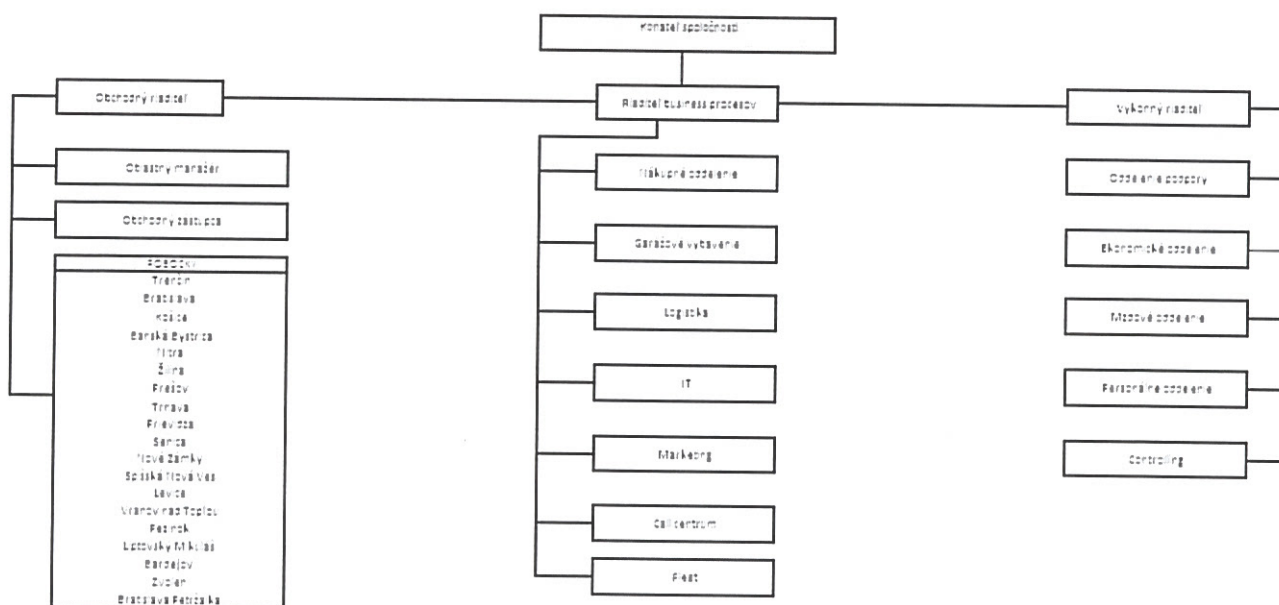 Konateľ spoločnosti
Obchodný riaditeľ
Riaditeľ business procesov
Výkonný riaditeľ
Oblastný manažér
Obchodný zástupca
POBOČKY
Trenčín
Bratislava
Košice
Banská Bystrica
Nitra
Žilina
Prešov
Trnava
Prievidza
Senica
Nové Zámky
Spišská Nová Ves
Levice
Vranov nad Topľou
Pezinok
Liptovský Mikuláš
Bardejov
Zvolen
Bratislava Petržalka
Nákupné oddelenie
Garážové vybavenie
Logistika
IT
Marketing
Call centrum
Fleet
Oddelenie podpory
Ekonomické oddelenie
Mzdové oddelenie
Personálne oddelenie
Controlling